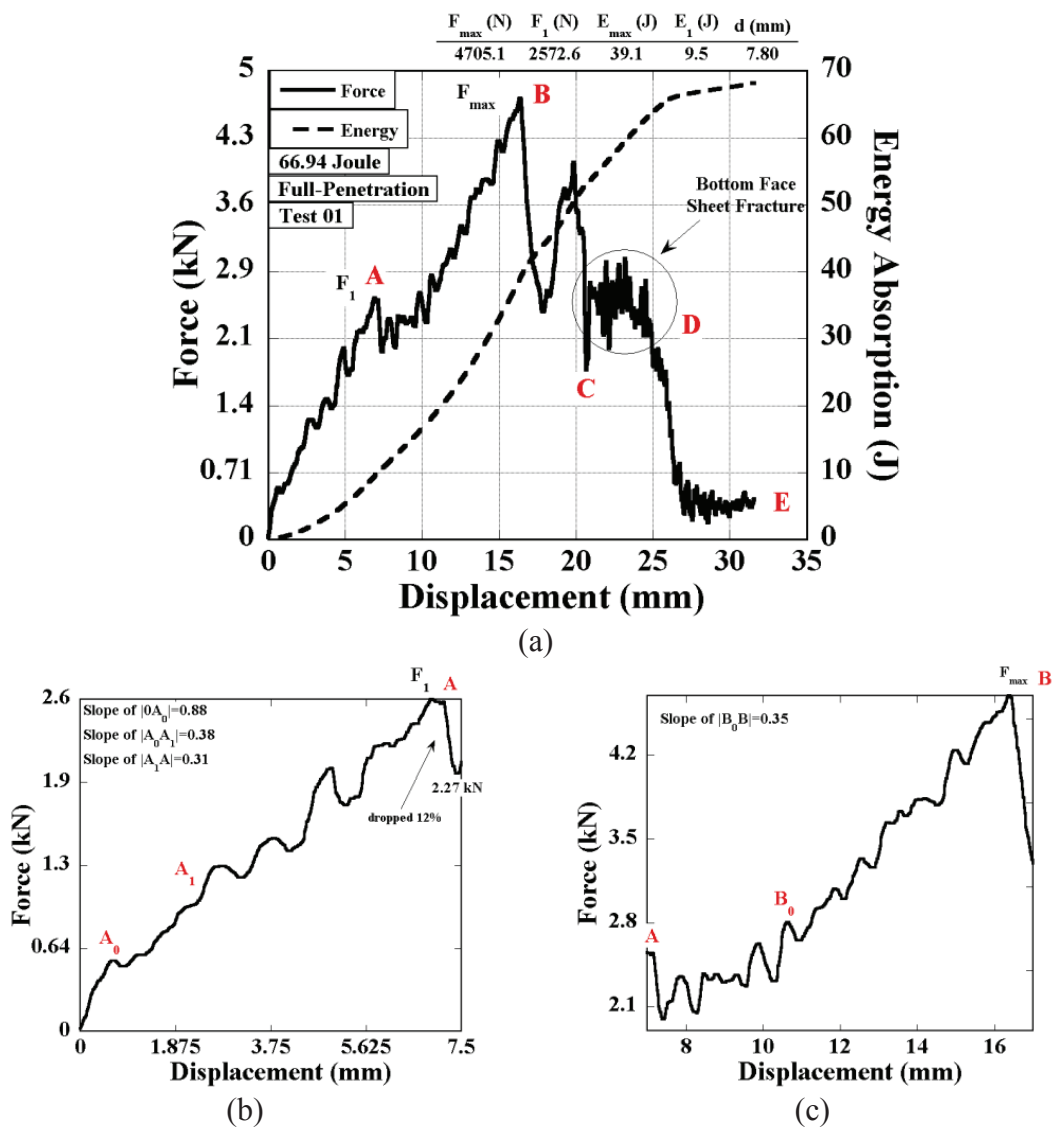 Fmax (N) F1 (N) Emax (J) E1 (J) d (mm)
4705.1 2572.6 39.1 9.5 7.80
Force
Energy
66.94 Joule
Full-Penetration
Test 01
Fmax B
F1 A
Bottom Face
Sheet Fracture
C
D
E
5
4.3
3.6
2.9
2.1
1.4
0.71
0
Force (kN)
70
60
50
40
30
20
10
0
Energy Absorption (J)
0 5 10 15 20 25 30 35
Displacement (mm)
(a)
F1 A
Slope of |0A0|=0.88
Slope of |A0A1|=0.38
Slope of |A1A|=0.31
2.27 kN
dropped 12%
A1
A0
2.6
1.9
1.3
0.64
0
Force (kN)
0 1.875 3.75 5.625 7.5
Displacement (mm)
(b)
Fmax B
Slope of |B0B|=0.35
B0
A
4.2
3.5
2.8
2.1
Force (kN)
8 10 12 14 16
Displacement (mm)
(c)